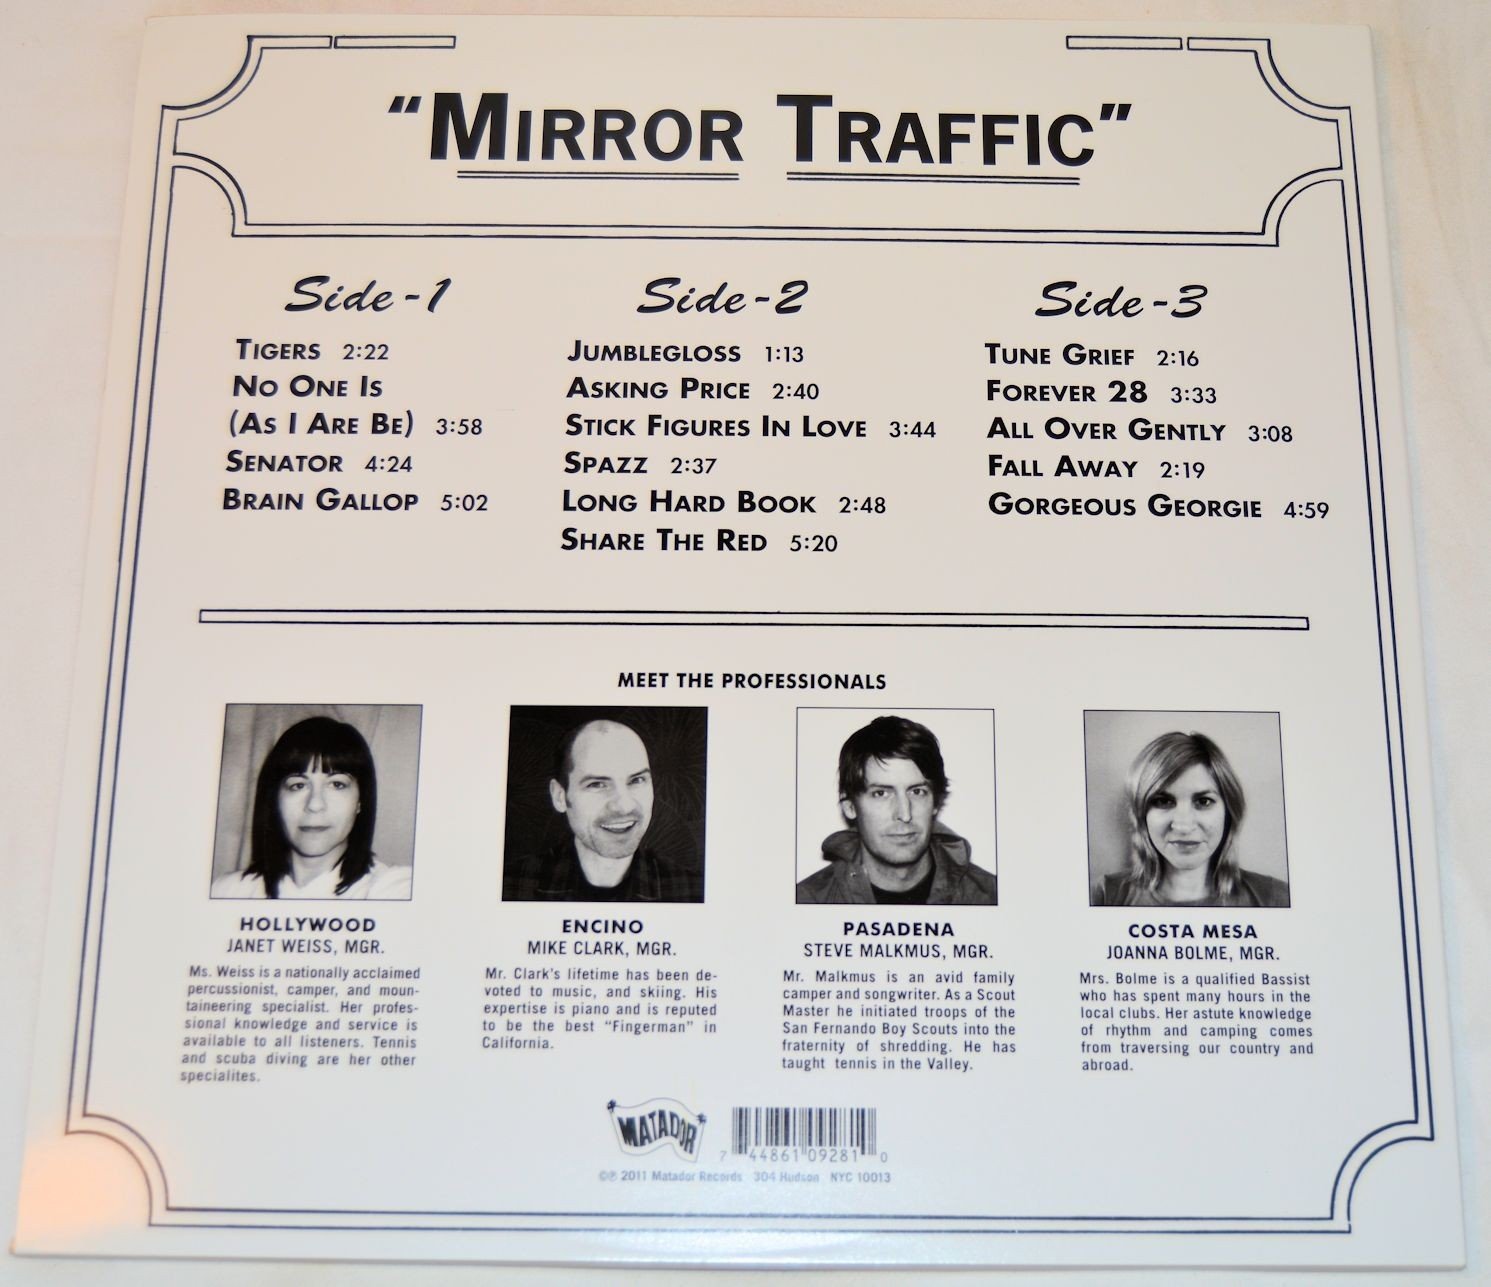 "MIRROR TRAFFIC"
Side-1
TIGERS 2:22
NO ONE IS
(AS I ARE BE) 3:58
SENATOR 4:24
BRAIN GALLOP 5:02
Side-2
JUMBLEGLOSS 1:13
ASKING PRICE 2:40
STICK FIGURES IN LOVE 3:44
SPAZZ 2:37
LONG HARD BOOK 2:48
SHARE THE RED 5:20
Side-3
TUNE GRIEF 2:16
FOREVER 28 3:33
ALL OVER GENTLY 3:08
FALL AWAY 2:19
GORGEOUS GEORGIE 4:59
MEET THE PROFESSIONALS
HOLLYWOOD
JANET WEISS, MGR.
Ms. Weiss is a nationally acclaimed
percussionist, camper, and moun-
taineering specialist. Her profes-
sional knowledge and service is
available to all listeners. Tennis
and scuba diving are her other
specialites.
ENCINO
MIKE CLARK, MGR.
Mr. Clark's lifetime has been de-
voted to music, and skiing. His
expertise is piano and is reputed
to be the best "Fingerman" in
California.
PASADENA
STEVE MALKMUS, MGR.
Mr. Malkmus is an avid family
camper and songwriter. As a Scout
Master he initiated troops of the
San Fernando Boy Scouts into the
fraternity of shredding. He has
taught tennis in the Valley.
COSTA MESA
JOANNA BOLME, MGR.
Mrs. Bolme is a qualified Bassist
who has spent many hours in the
local clubs. Her astute knowledge
of rhythm and camping comes
from traversing our country and
abroad.
MATADOR
7 44861 09281 0
©℗ 2011 Matador Records 304 Hudson NYC 10013